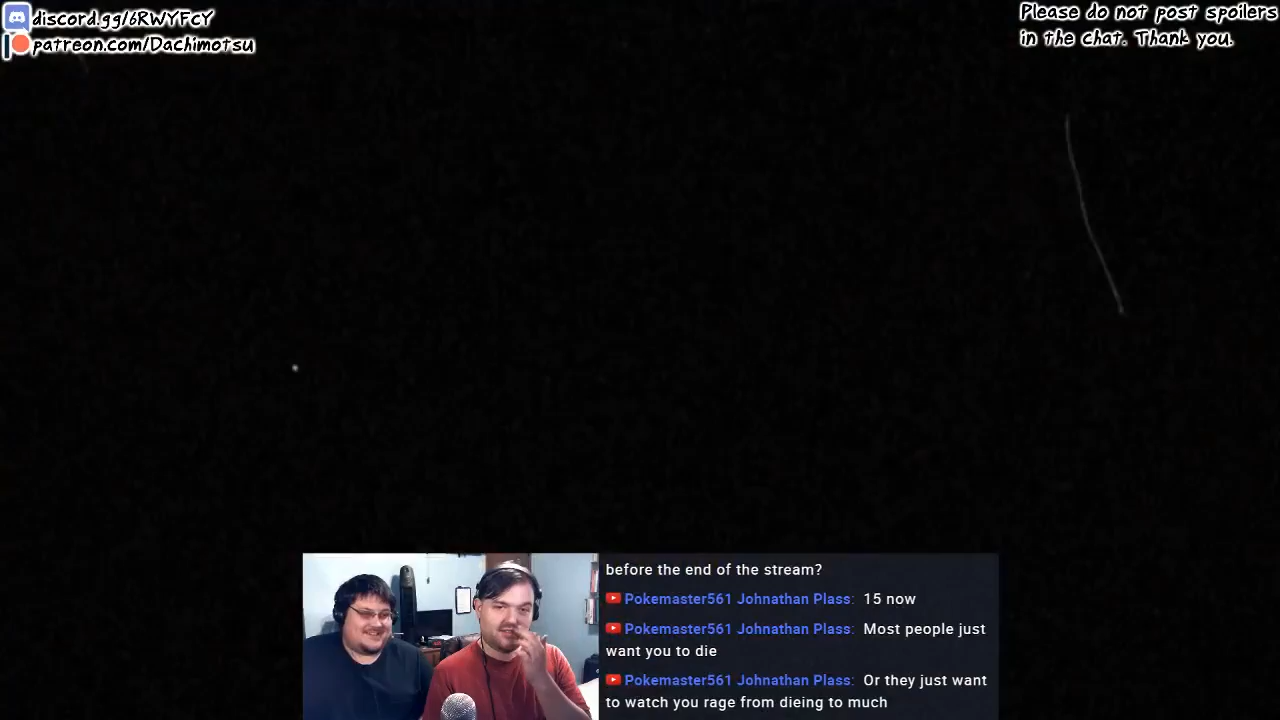 discord.gg/6RWYFCY
patreon.com/Dachimotsu
Please do not post spoilers
in the chat. Thank you.
before the end of the stream?
Pokemaster561 Johnathan Plass: 15 now
Pokemaster561 Johnathan Plass: Most people just
want you to die
Pokemaster561 Johnathan Plass: Or they just want
to watch you rage from dieing to much